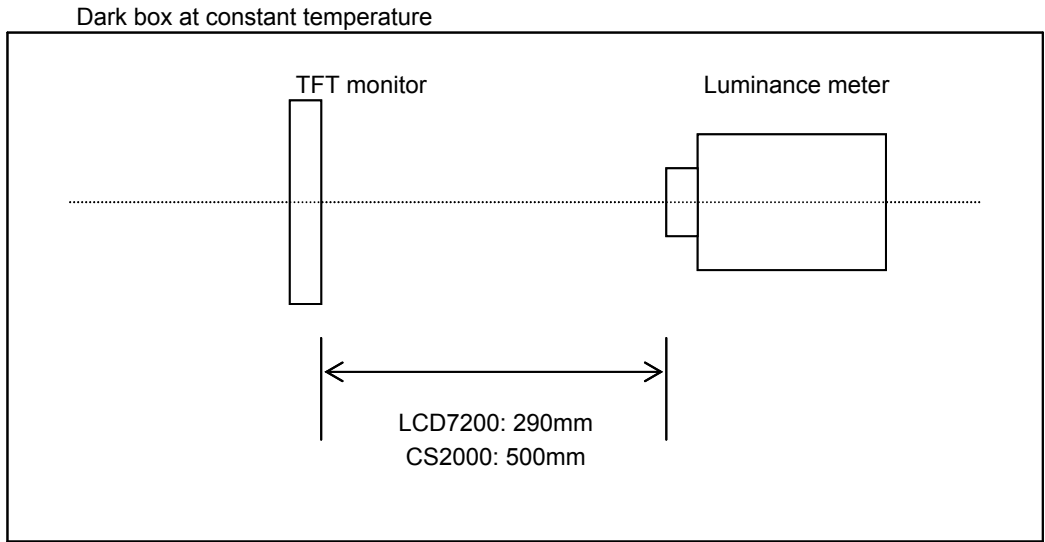 Dark box at constant temperature
TFT monitor
Luminance meter
LCD7200: 290mm
CS2000: 500mm